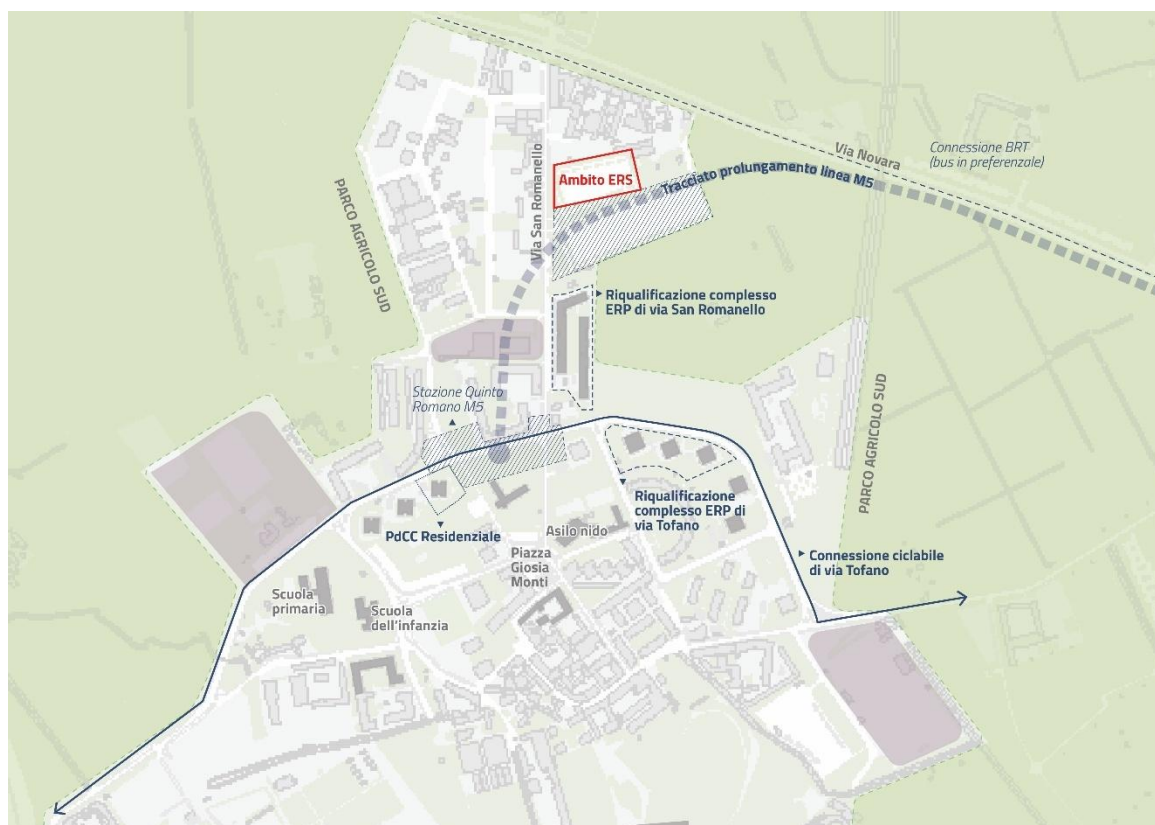 Via Novara
Connessione BRT
(bus in preferenziale)
Ambito ERS
Tracciato prolungamento linea M5
Via San Romanello
PARCO AGRICOLO SUD
Riqualificazione complesso
ERP di via San Romanello
Stazione Quinto
Romano M5
PARCO AGRICOLO SUD
Riqualificazione
complesso ERP di
via Tofano
PdCC Residenziale
Asilo nido
Piazza
Giosia
Monti
Connessione ciclabile
di via Tofano
Scuola
primaria
Scuola
dell'infanzia